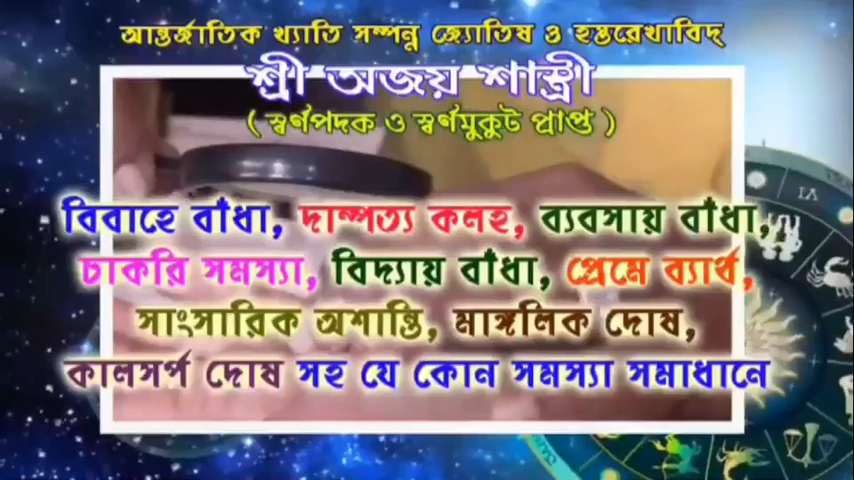 আন্তর্জাতিক খ্যাতি সম্পন্ন জ্যোতিষ ও হস্তরেখাবিদ্
শ্রী অজয় শাস্ত্রী
( স্বর্ণপদক ও স্বর্ণমুকুট প্রাপ্ত )
বিবাহে বাঁধা, দাম্পত্য কলহ, ব্যবসায় বাঁধা,
চাকরি সমস্যা, বিদ্যায় বাঁধা, প্রেমে ব্যার্থ,
সাংসারিক অশান্তি, মাঙ্গলিক দোষ,
কালসর্প দোষ সহ যে কোন সমস্যা সমাধানে